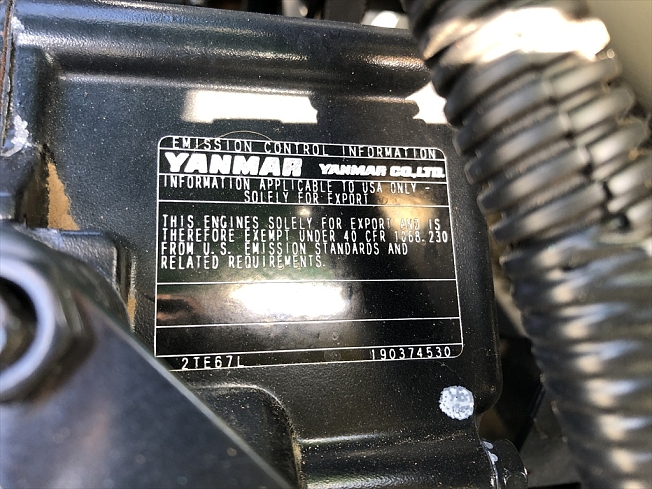 EMISSION CONTROL INFORMATION
YANMAR YANMAR CO.,LTD.
INFORMATION APPLICABLE TO USA ONLY -
SOLELY FOR EXPORT
THIS ENGINES SOLELY FOR EXPORT AND IS
THEREFORE EXEMPT UNDER 40 CFR 1068.230
FROM U.S. EMISSION STANDARDS AND
RELATED REQUIREMENTS.
2TE67L 190374530